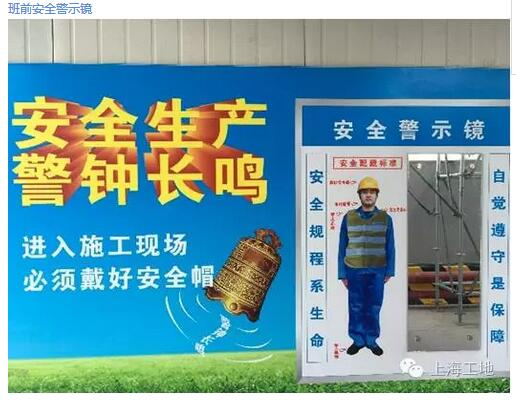 班前安全警示镜
安全生产
警钟长鸣
进入施工现场
必须戴好安全帽
安全警示镜
安全配戴标准
安全规程系生命
自觉遵守是保障
上海工地